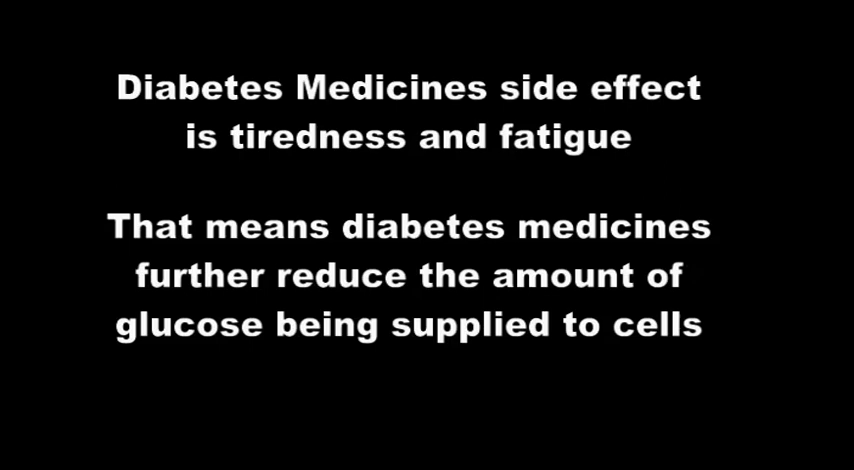 Diabetes Medicines side effect
is tiredness and fatigue
That means diabetes medicines
further reduce the amount of
glucose being supplied to cells